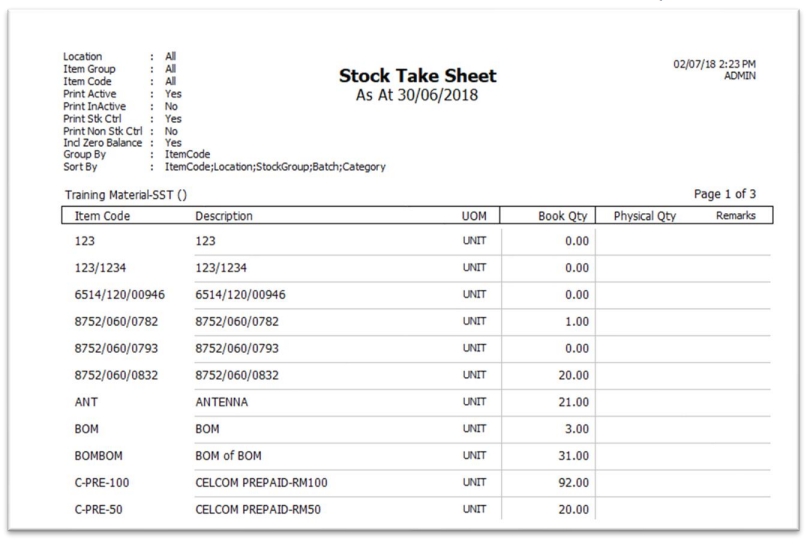 Location : All
Item Group : All
Item Code : All
Print Active : Yes
Print InActive : No
Print Stk Ctrl : Yes
Print Non Stk Ctrl : No
Incl Zero Balance : Yes
Group By : ItemCode
Sort By : ItemCode;Location;StockGroup;Batch;Category
Stock Take Sheet
As At 30/06/2018
02/07/18 2:23 PM
ADMIN
Training Material-SST () Page 1 of 3
Item Code Description UOM Book Qty Physical Qty Remarks
123 123 UNIT 0.00
123/1234 123/1234 UNIT 0.00
6514/120/00946 6514/120/00946 UNIT 0.00
8752/060/0782 8752/060/0782 UNIT 1.00
8752/060/0793 8752/060/0793 UNIT 0.00
8752/060/0832 8752/060/0832 UNIT 20.00
ANT ANTENNA UNIT 21.00
BOM BOM UNIT 3.00
BOMBOM BOM of BOM UNIT 31.00
C-PRE-100 CELCOM PREPAID-RM100 UNIT 92.00
C-PRE-50 CELCOM PREPAID-RM50 UNIT 20.00